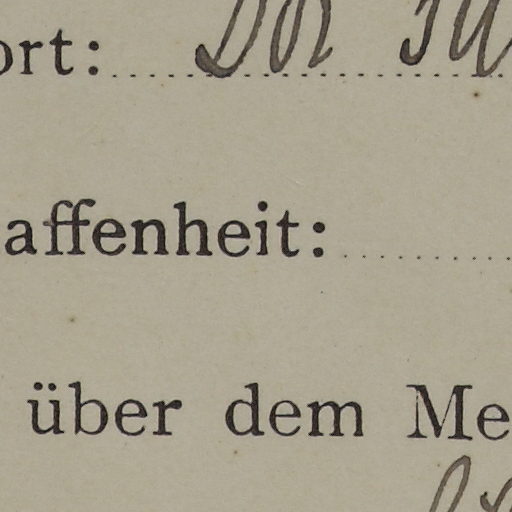 ort:
affenheit:
über dem Me